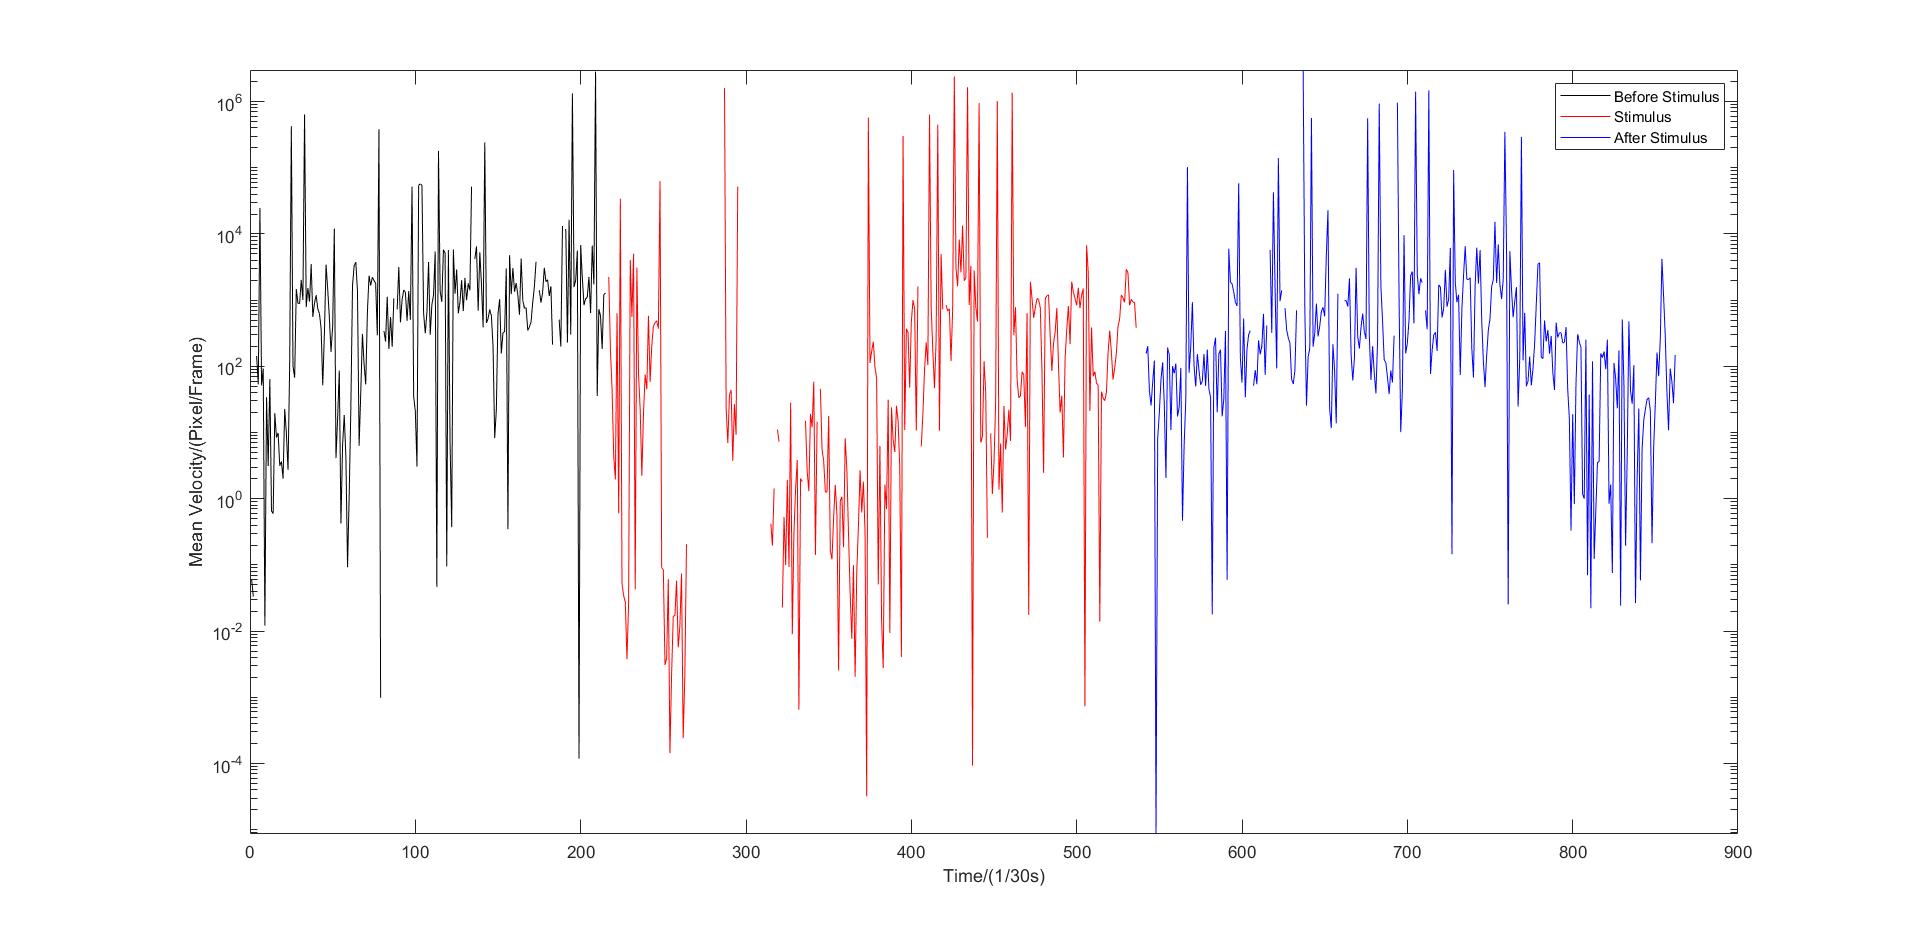 10^6
10^4
10^2
10^0
10^-2
10^-4
Mean Velocity/(Pixel/Frame)
Before Stimulus
Stimulus
After Stimulus
0 100 200 300 400 500 600 700 800 900
Time/(1/30s)